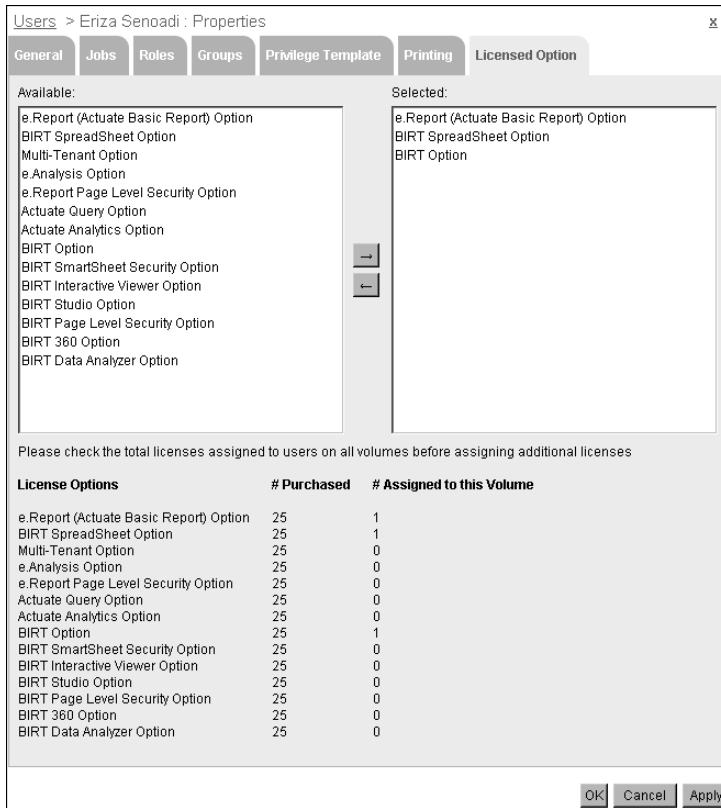 Users > Eriza Senoadi : Properties x
General Jobs Roles Groups Privilege Template Printing Licensed Option
Available: Selected:
e.Report (Actuate Basic Report) Option
BIRT SpreadSheet Option
Multi-Tenant Option
e.Analysis Option
e.Report Page Level Security Option
Actuate Query Option
Actuate Analytics Option
BIRT Option
BIRT SmartSheet Security Option
BIRT Interactive Viewer Option
BIRT Studio Option
BIRT Page Level Security Option
BIRT 360 Option
BIRT Data Analyzer Option
→
←
e.Report (Actuate Basic Report) Option
BIRT SpreadSheet Option
BIRT Option
Please check the total licenses assigned to users on all volumes before assigning additional licenses
License Options # Purchased # Assigned to this Volume
e.Report (Actuate Basic Report) Option 25 1
BIRT SpreadSheet Option 25 1
Multi-Tenant Option 25 0
e.Analysis Option 25 0
e.Report Page Level Security Option 25 0
Actuate Query Option 25 0
Actuate Analytics Option 25 0
BIRT Option 25 1
BIRT SmartSheet Security Option 25 0
BIRT Interactive Viewer Option 25 0
BIRT Studio Option 25 0
BIRT Page Level Security Option 25 0
BIRT 360 Option 25 0
BIRT Data Analyzer Option 25 0
OK Cancel Apply